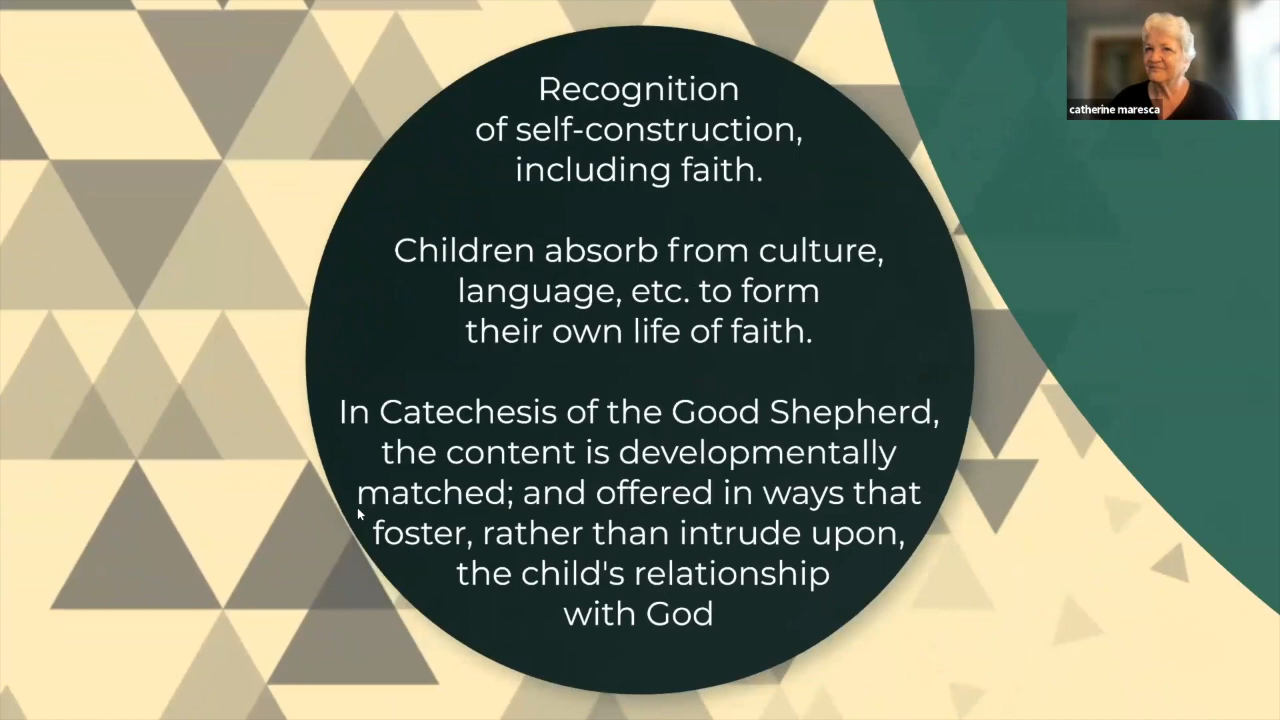 Recognition
of self-construction,
including faith.
Children absorb from culture,
language, etc. to form
their own life of faith.
In Catechesis of the Good Shepherd,
the content is developmentally
matched; and offered in ways that
foster, rather than intrude upon,
the child's relationship
with God
catherine maresca